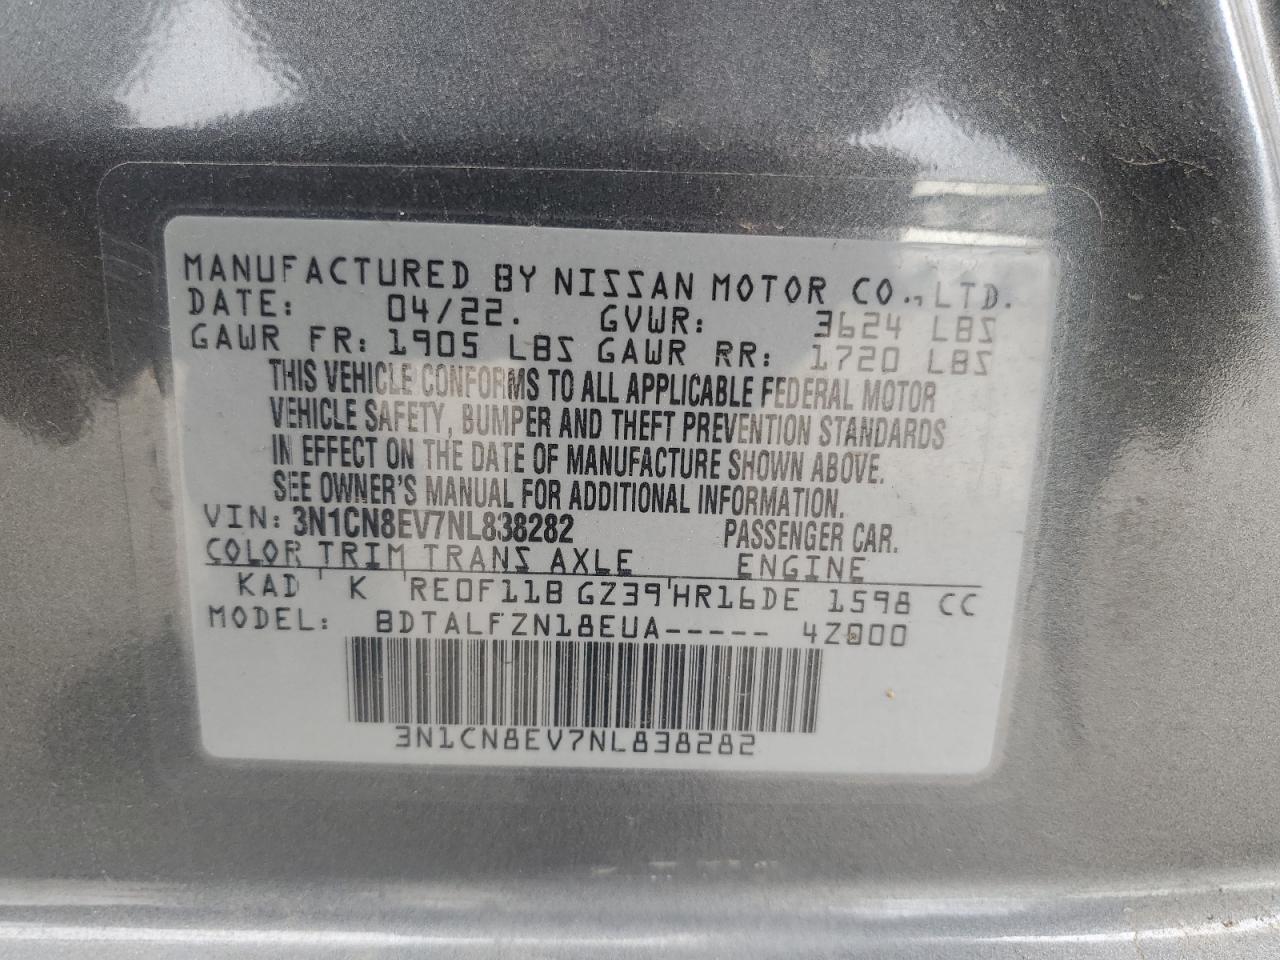 MANUFACTURED BY NISSAN MOTOR CO., LTD.
DATE: 04/22. GVWR: 3624 LBS
GAWR FR: 1905 LBS GAWR RR: 1720 LBS
THIS VEHICLE CONFORMS TO ALL APPLICABLE FEDERAL MOTOR
VEHICLE SAFETY, BUMPER AND THEFT PREVENTION STANDARDS
IN EFFECT ON THE DATE OF MANUFACTURE SHOWN ABOVE.
SEE OWNER'S MANUAL FOR ADDITIONAL INFORMATION.
VIN: 3N1CN8EV7NL838282 PASSENGER CAR.
COLOR TRIM TRANS AXLE ENGINE
KAD K RE0F11B GZ39 HR16DE 1598 CC
MODEL: BDTALFZN18EUA----- 4Z000
3N1CN8EV7NL838282